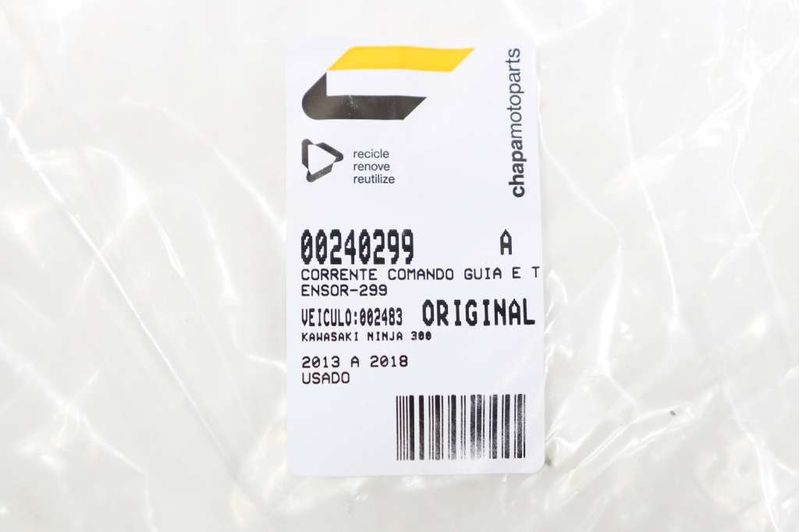 chapamotoparts
recicle
renove
reutilize
00240299 A
CORRENTE COMANDO GUIA E T
ENSOR-299
VEICULO:002483 ORIGINAL
KAWASAKI NINJA 300
2013 A 2018
USADO